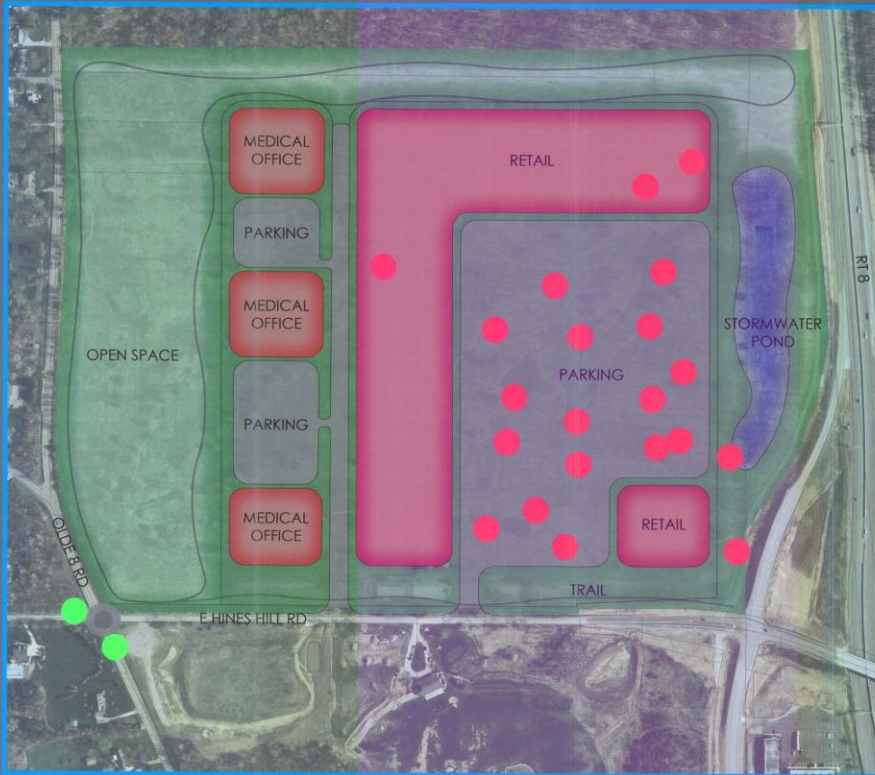 MEDICAL
OFFICE
RETAIL
PARKING
MEDICAL
OFFICE
OPEN SPACE
PARKING
STORMWATER
POND
RT 8
PARKING
MEDICAL
OFFICE
RETAIL
OLDE 8 RD
TRAIL
E HINES HILL RD